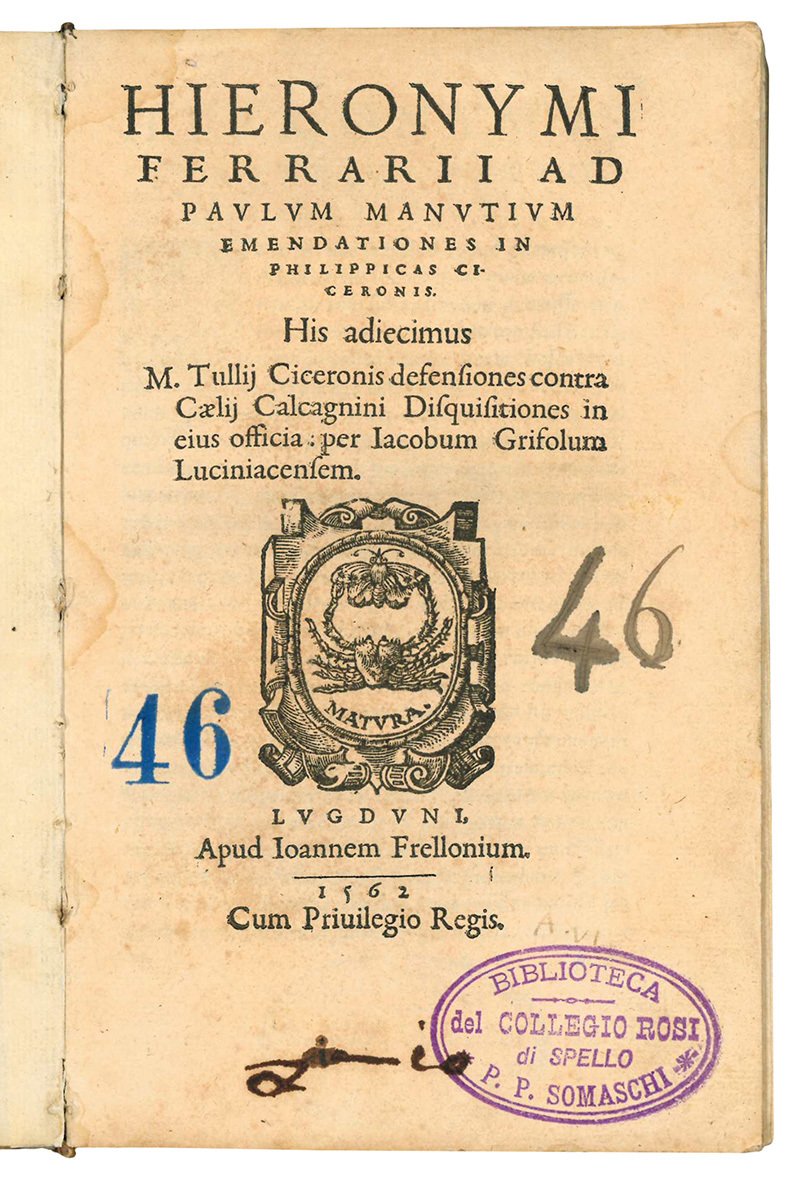 HIERONYMI
FERRARII AD
PAVLVM MANVTIVM
EMENDATIONES IN
PHILIPPICAS CI-
CERONIS.
His adiecimus
M. Tullij Ciceronis defenſiones contra
Cælij Calcagnini Diſquiſitiones in
eius officia: per Iacobum Grifolum
Luciniacenſem.
MATVRA.
46
46
LVGDVNI,
Apud Ioannem Frellonium.
1562
Cum Priuilegio Regis.
A.VI
BIBLIOTECA
del COLLEGIO ROSI
di SPELLO
* P. P. SOMASCHI *